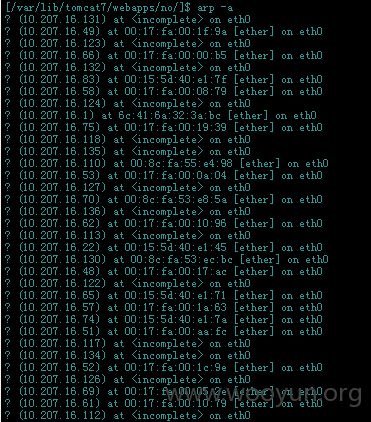 [/var/lib/tomcat7/webapps/no/]$ arp -a
? (10.207.16.131) at <incomplete> on eth0
? (10.207.16.49) at 00:17:fa:00:1f:9a [ether] on eth0
? (10.207.16.123) at <incomplete> on eth0
? (10.207.16.66) at 00:17:fa:00:00:b5 [ether] on eth0
? (10.207.16.132) at <incomplete> on eth0
? (10.207.16.83) at 00:15:5d:40:e1:7f [ether] on eth0
? (10.207.16.58) at 00:17:fa:00:08:79 [ether] on eth0
? (10.207.16.124) at <incomplete> on eth0
? (10.207.16.1) at 6c:41:6a:32:3a:bc [ether] on eth0
? (10.207.16.75) at 00:17:fa:00:19:39 [ether] on eth0
? (10.207.16.118) at <incomplete> on eth0
? (10.207.16.135) at <incomplete> on eth0
? (10.207.16.110) at 00:8c:fa:55:e4:98 [ether] on eth0
? (10.207.16.53) at 00:17:fa:00:0a:04 [ether] on eth0
? (10.207.16.127) at <incomplete> on eth0
? (10.207.16.70) at 00:8c:fa:53:e8:5a [ether] on eth0
? (10.207.16.136) at <incomplete> on eth0
? (10.207.16.62) at 00:17:fa:00:10:96 [ether] on eth0
? (10.207.16.113) at <incomplete> on eth0
? (10.207.16.22) at 00:15:5d:40:e1:45 [ether] on eth0
? (10.207.16.130) at 00:8c:fa:53:ec:bc [ether] on eth0
? (10.207.16.48) at 00:17:fa:00:17:ac [ether] on eth0
? (10.207.16.122) at <incomplete> on eth0
? (10.207.16.65) at 00:15:5d:40:e1:71 [ether] on eth0
? (10.207.16.57) at 00:17:fa:00:1a:63 [ether] on eth0
? (10.207.16.74) at 00:15:5d:40:e1:7a [ether] on eth0
? (10.207.16.51) at 00:17:fa:00:aa:fc [ether] on eth0
? (10.207.16.117) at <incomplete> on eth0
? (10.207.16.134) at <incomplete> on eth0
? (10.207.16.52) at 00:17:fa:00:1c:9e [ether] on eth0
? (10.207.16.126) at <incomplete> on eth0
? (10.207.16.69) at 00:17:fa:00:05:2e [ether] on eth0
? (10.207.16.61) at 00:17:fa:00:10:79 [ether] on eth0
? (10.207.16.112) at <incomplete> on eth0
www.wooyun.org